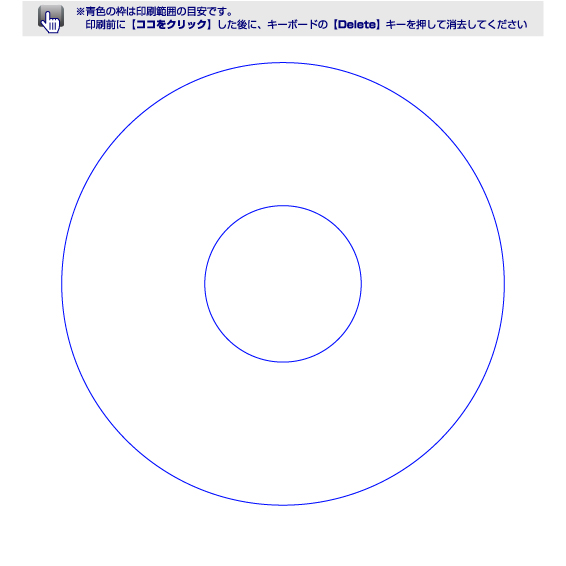 ※青色の枠は印刷範囲の目安です。
印刷前に【ココをクリック】した後に、キーボードの【Delete】キーを押して消去してください